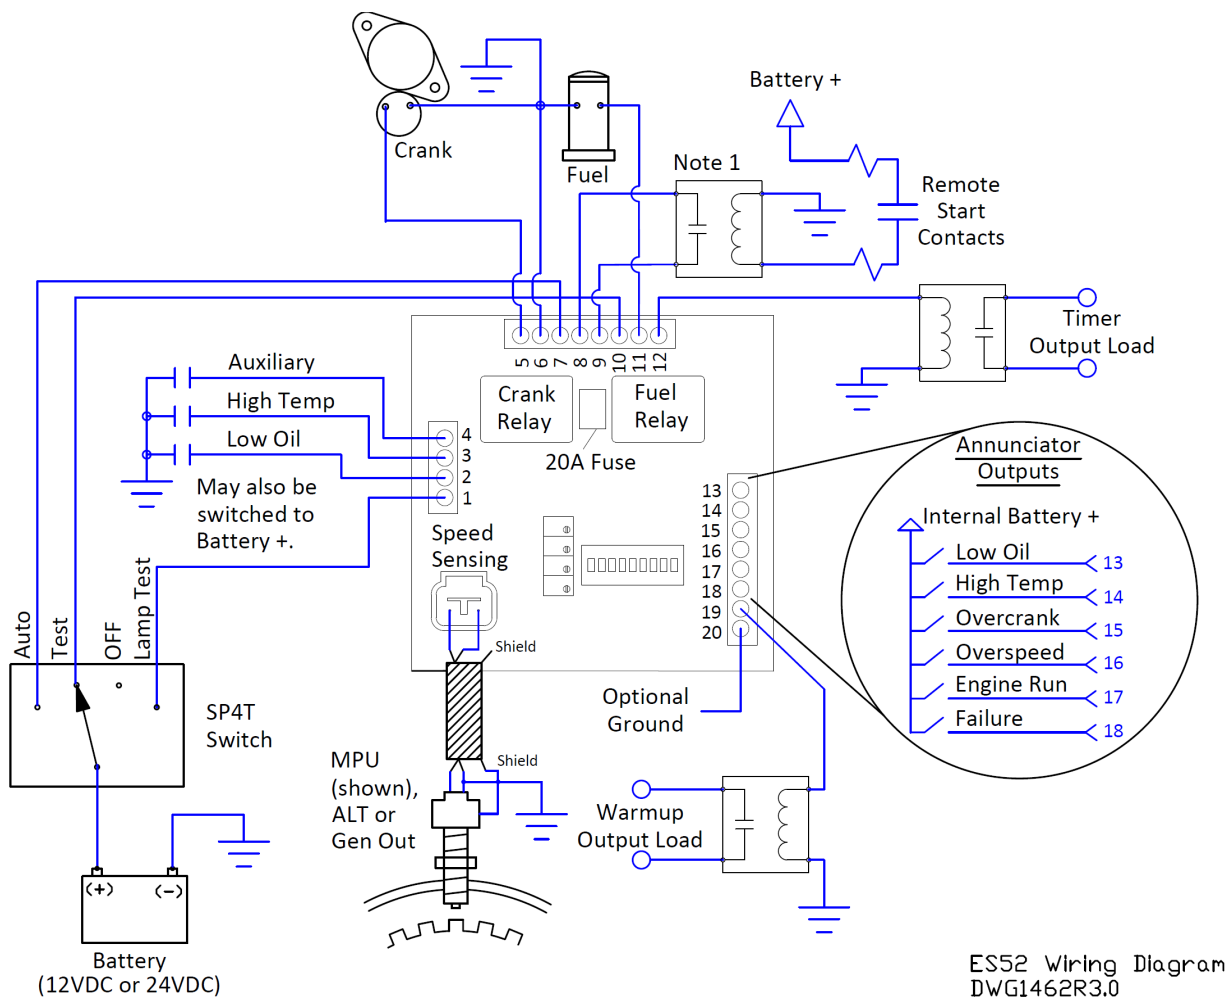 Battery +
Crank
Fuel
Note 1
Remote
Start
Contacts
Timer
Output Load
5
6
7
8
9
10
11
12
Auxiliary
High Temp
Low Oil
May also be
switched to
Battery +.
Crank
Relay
Fuel
Relay
20A Fuse
4
3
2
1
Speed
Sensing
Shield
13
14
15
16
17
18
19
20
Annunciator
Outputs
Internal Battery +
Low Oil
13
High Temp
14
Overcrank
15
Overspeed
16
Engine Run
17
Failure
18
Auto
Test
OFF
Lamp Test
SP4T
Switch
Optional
Ground
MPU
(shown),
ALT or
Gen Out
Shield
Warmup
Output Load
(+)
(-)
Battery
(12VDC or 24VDC)
ES52 Wiring Diagram
DWG1462R3.0